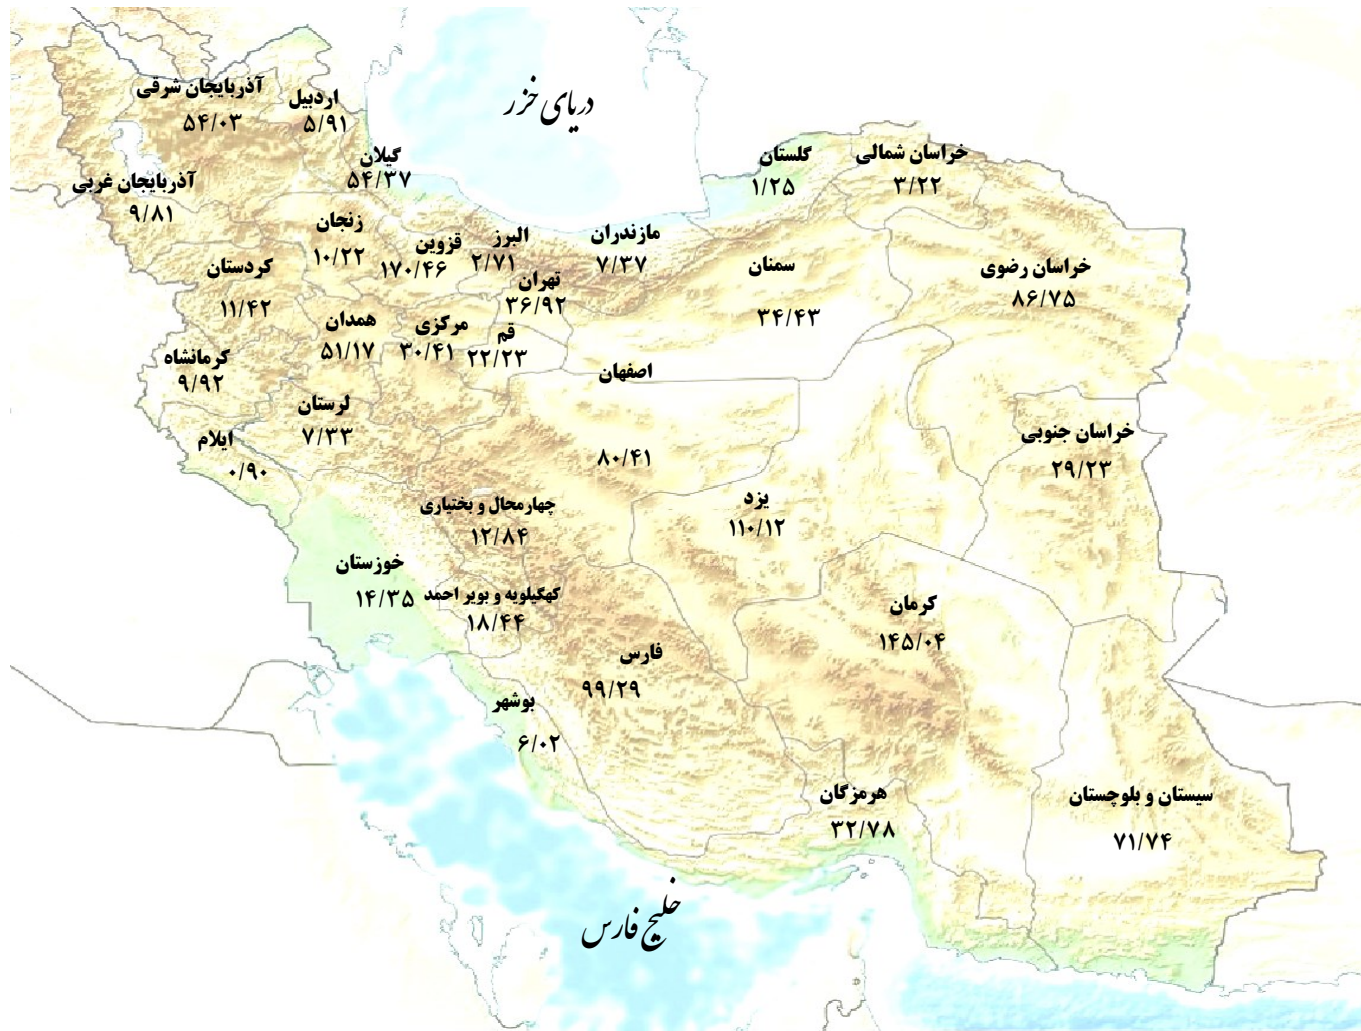 آذربایجان شرقی
۵۴/۰۳
اردبیل
۵/۹۱
دریای خزر
گیلان
۵۴/۳۷
گلستان
۱/۲۵
خراسان شمالی
۳/۲۲
آذربایجان غربی
۹/۸۱
زنجان
۱۰/۲۲
قزوین
۱۷۰/۴۶
البرز
۲/۷۱
مازندران
۷/۳۷
سمنان
۳۴/۴۳
خراسان رضوی
۸۶/۷۵
کردستان
۱۱/۴۲
تهران
۳۶/۹۲
همدان
۵۱/۱۷
مرکزی
۳۰/۴۱
قم
۲۲/۲۳
کرمانشاه
۹/۹۲
اصفهان
۸۰/۴۱
لرستان
۷/۳۳
ایلام
۰/۹۰
خراسان جنوبی
۲۹/۲۳
چهارمحال و بختیاری
۱۲/۸۴
یزد
۱۱۰/۱۲
خوزستان
۱۴/۳۵
کهگیلویه و بویر احمد
۱۸/۴۴
کرمان
۱۴۵/۰۴
فارس
۹۹/۲۹
بوشهر
۶/۰۲
هرمزگان
۳۲/۷۸
سیستان و بلوچستان
۷۱/۷۴
خلیج فارس